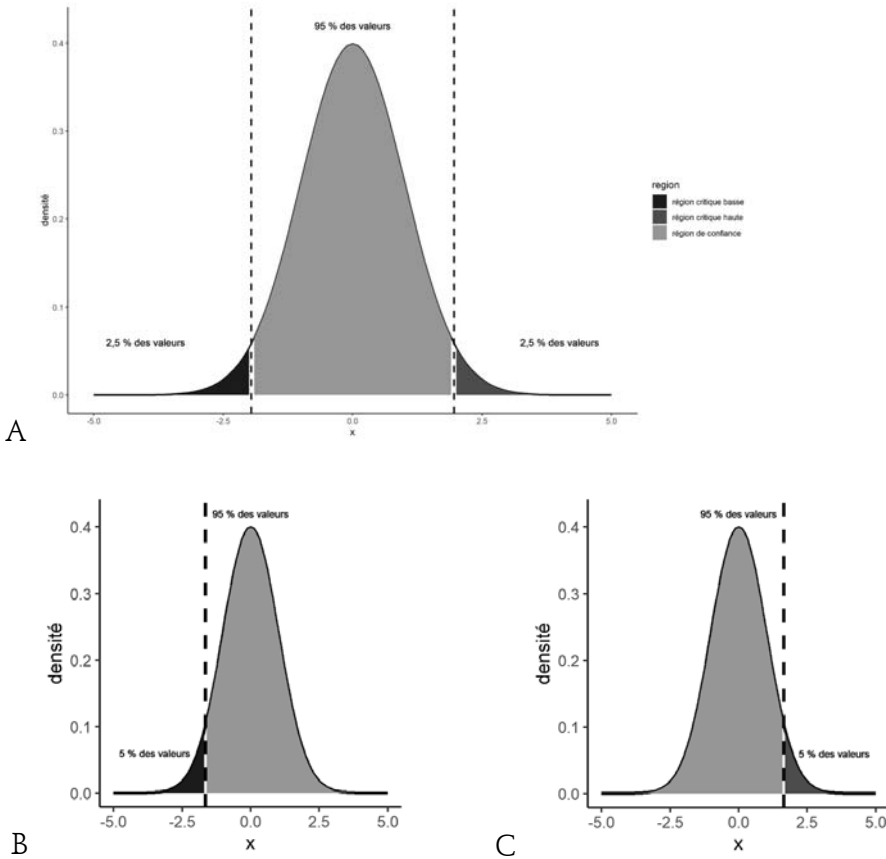 95 % des valeurs
0.4
0.3
densité
0.2
0.1
0.0
2,5 % des valeurs
2,5 % des valeurs
-5.0 -2.5 0.0 2.5 5.0
x
region
région critique basse
région critique haute
région de confiance
A
95 % des valeurs
0.4
0.3
densité
0.2
0.1
0.0
5 % des valeurs
-5.0 -2.5 0.0 2.5 5.0
x
B
95 % des valeurs
0.4
0.3
densité
0.2
0.1
0.0
5 % des valeurs
-5.0 -2.5 0.0 2.5 5.0
x
C